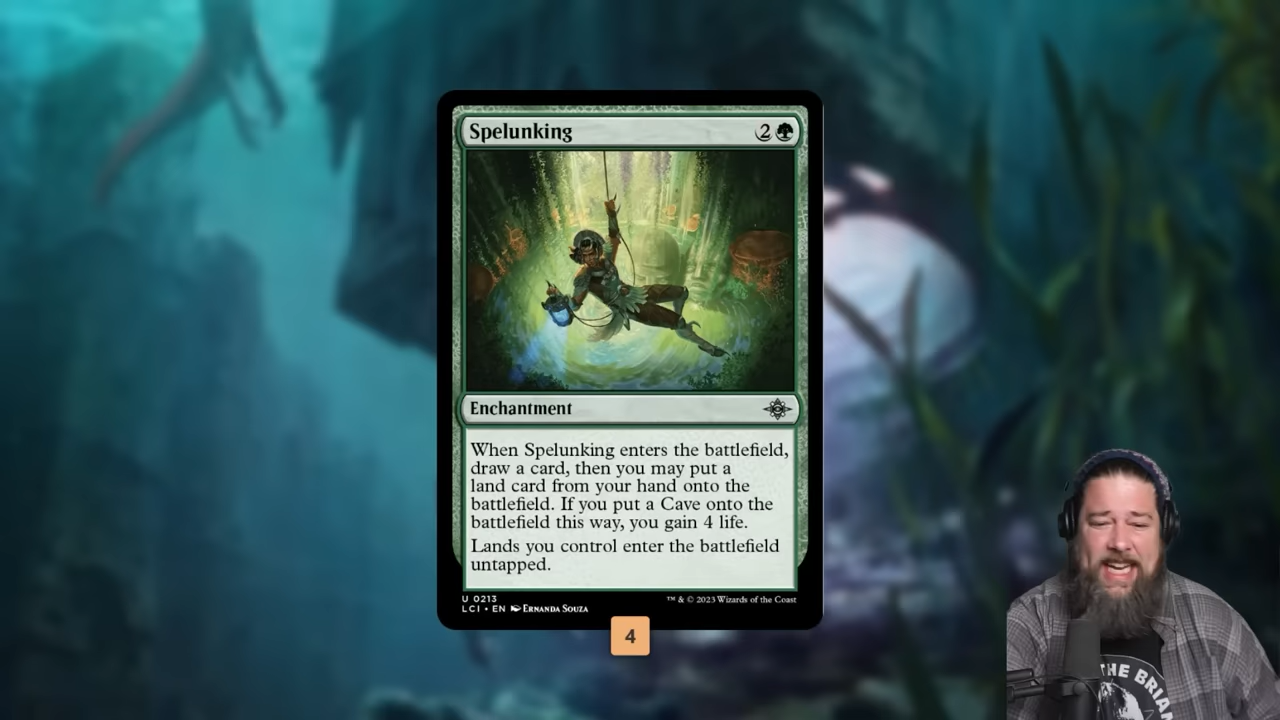 Spelunking 2
Enchantment
When Spelunking enters the battlefield,
draw a card, then you may put a
land card from your hand onto the
battlefield. If you put a Cave onto the
battlefield this way, you gain 4 life.
Lands you control enter the battlefield
untapped.
U 0213
LCI • EN Ernanda Souza
™ & © 2023 Wizards of the Coast
4
THE BRIA